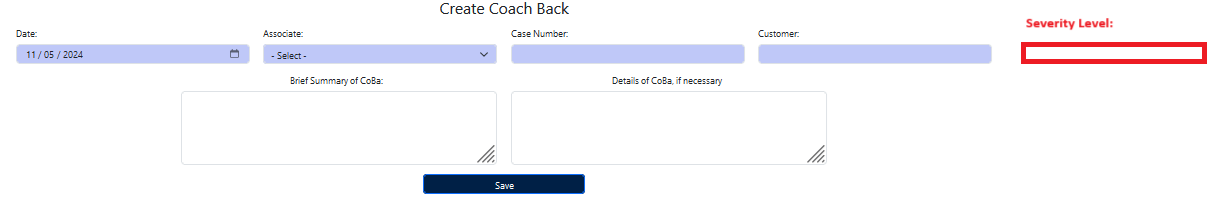 Create Coach Back
Date: Associate: Case Number: Customer: Severity Level:
11 / 05 / 2024 - Select -
Brief Summary of CoBa: Details of CoBa, if necessary
Save